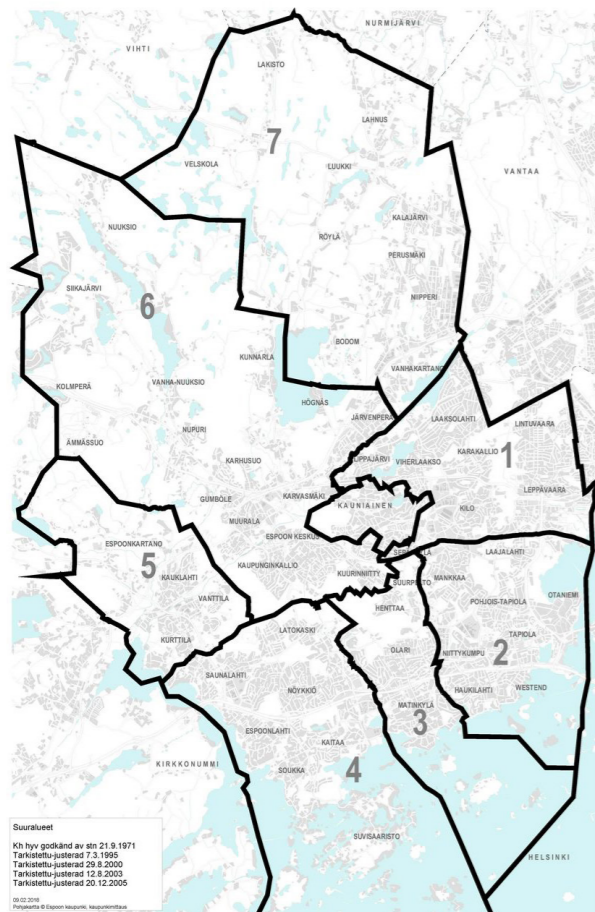 NURMIJÄRVI
VIHTI
LAKISTO
LAHNUS
7
VELSKOLA
LUUKKI
VANTAA
KALAJÄRVI
NUUKSIO
RÖYLÄ
PERUSMÄKI
SIIKAJÄRVI
6
NIIPPERI
BODOM
KUNNARLA
VANHAKARTANO
KOLMPERÄ
VANHA-NUUKSIO
HÖGNÄS
JÄRVENPERÄ
LAAKSOLAHTI
LINTUVAARA
NUPURI
ÄMMÄSSUO
KARAKALLIO
1
KARHUSUO
LIPPAJÄRVI
VIHERLAAKSO
LEPPÄVAARA
GUMBÖLE
KARVASMÄKI
KAUNIAINEN
KILO
MUURALA
ESPOON KESKUS
ESPOONKARTANO
5
KAUKLAHTI
KAUPUNGINKALLIO
KUURINNIITTY
SUURPELTO
MANKKAA
LAAJALAHTI
VANTTILA
HENTTAA
POHJOIS-TAPIOLA
OTANIEMI
KURTTILA
LATOKASKI
OLARI
TAPIOLA
NIITTYKUMPU
2
SAUNALAHTI
NÖYKKIÖ
HAUKILAHTI
WESTEND
MATINKYLÄ
3
ESPOONLAHTI
KAITAA
KIRKKONUMMI
SOUKKA
4
SUVISAARISTO
HELSINKI
Suuralueet
Kh hyv godkänd av stn 21.9.1971
Tarkistettu-justerad 7.3.1995
Tarkistettu-justerad 29.8.2000
Tarkistettu-justerad 12.8.2003
Tarkistettu-justerad 20.12.2005
09.02.2016
Pohjakartta © Espoon kaupunki, kaupunkimittaus